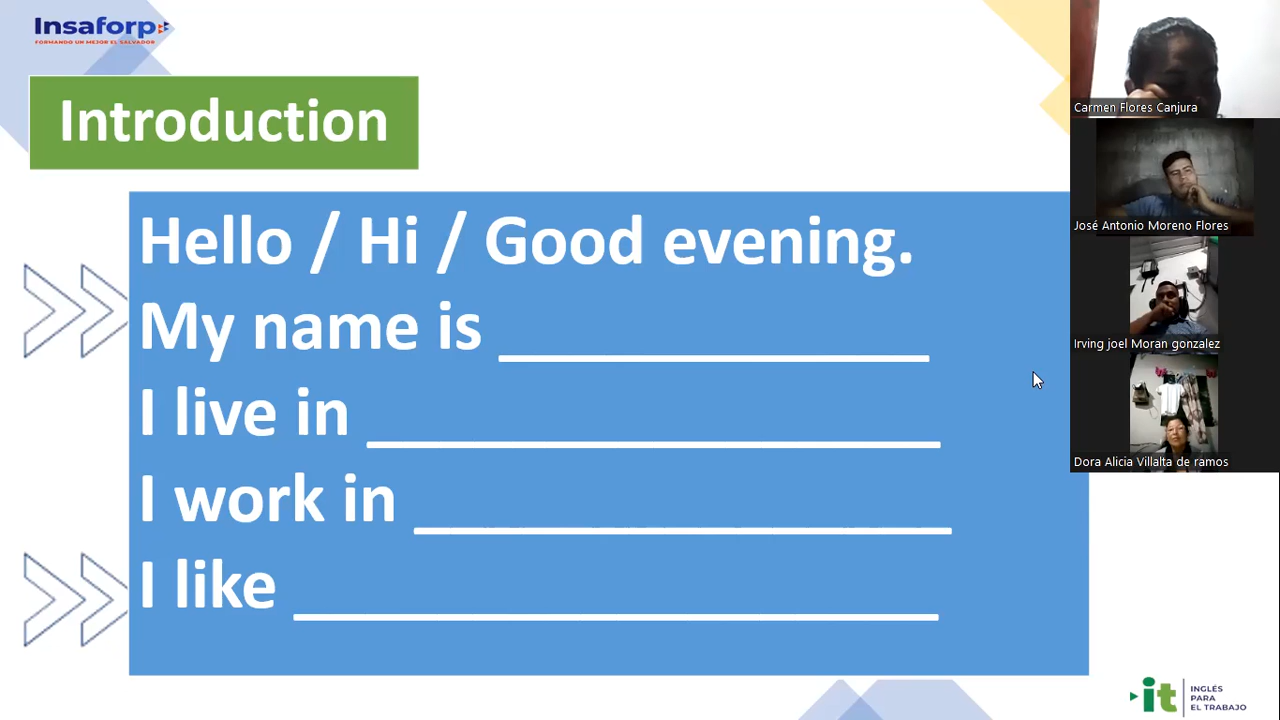 Insaforp
FORMANDO UN MEJOR EL SALVADOR
Introduction
Hello / Hi / Good evening.
My name is _______________
I live in ____________________
I work in ___________________
I like _______________________
Carmen Flores Canjura
José Antonio Moreno Flores
Irving joel Moran gonzalez
Dora Alicia Villalta de ramos
it
INGLÉS
PARA
EL TRABAJO